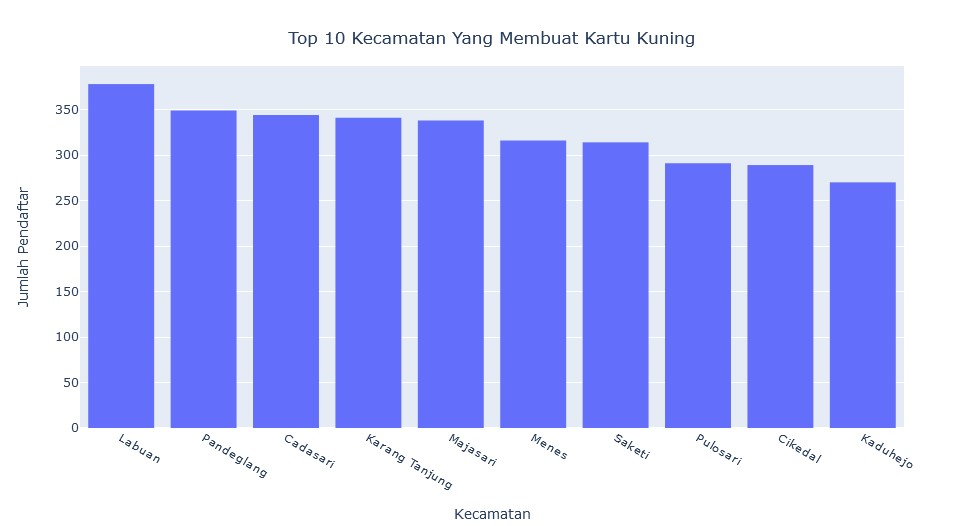 Top 10 Kecamatan Yang Membuat Kartu Kuning
Jumlah Pendaftar
350
300
250
200
150
100
50
0
Labuan
Pandeglang
Cadasari
Karang Tanjung
Majasari
Menes
Saketi
Pulosari
Cikedal
Kaduhejo
Kecamatan